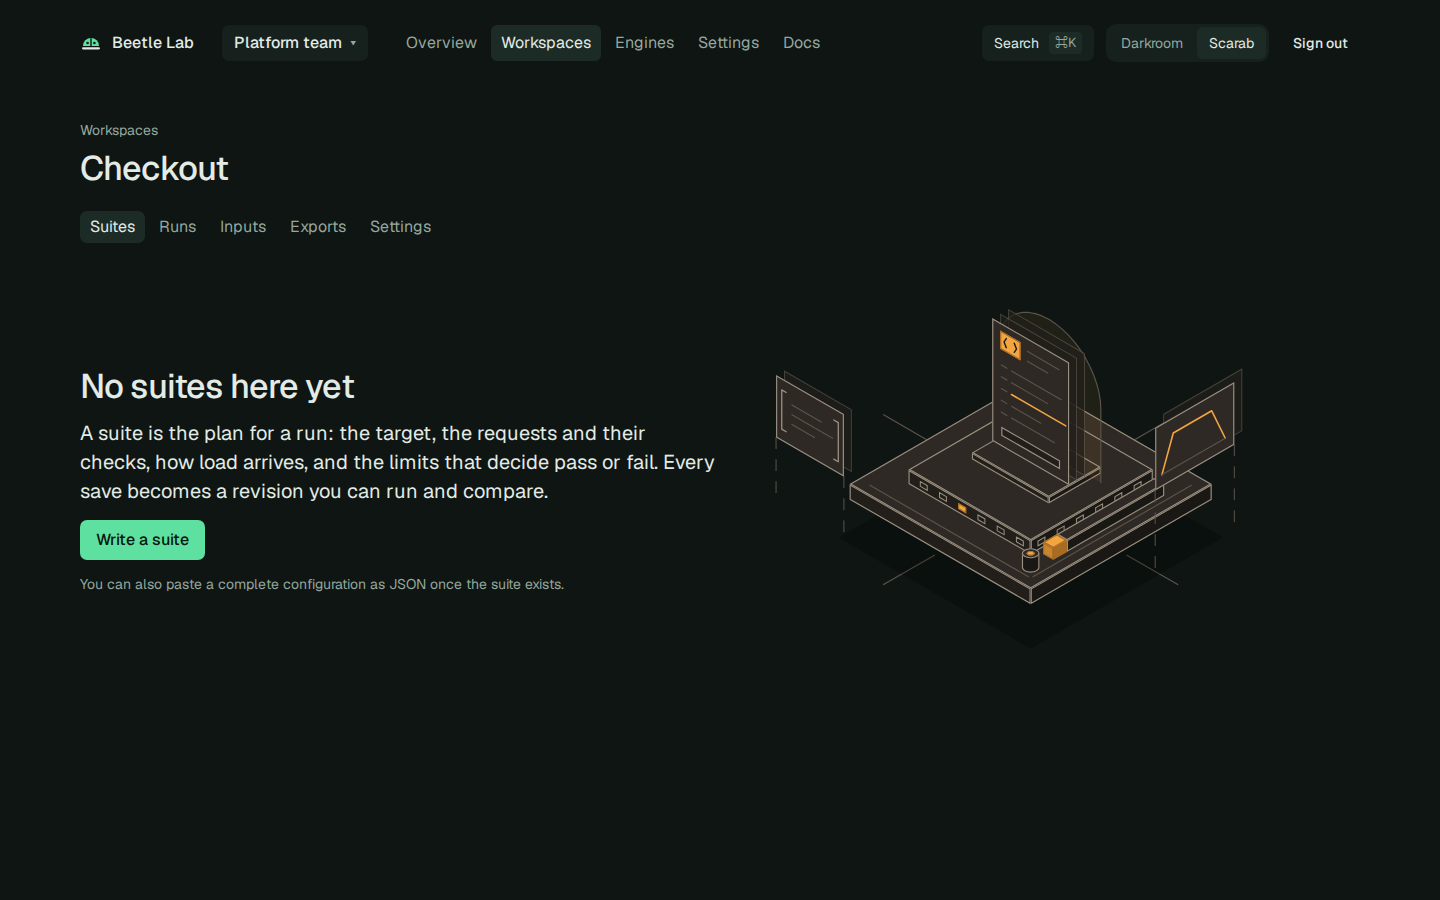 Beetle Lab
Platform team
Overview
Workspaces
Engines
Settings
Docs
Search ⌘K
Darkroom
Scarab
Sign out
Workspaces
Checkout
Suites
Runs
Inputs
Exports
Settings
No suites here yet
A suite is the plan for a run: the target, the requests and their
checks, how load arrives, and the limits that decide pass or fail. Every
save becomes a revision you can run and compare.
Write a suite
You can also paste a complete configuration as JSON once the suite exists.